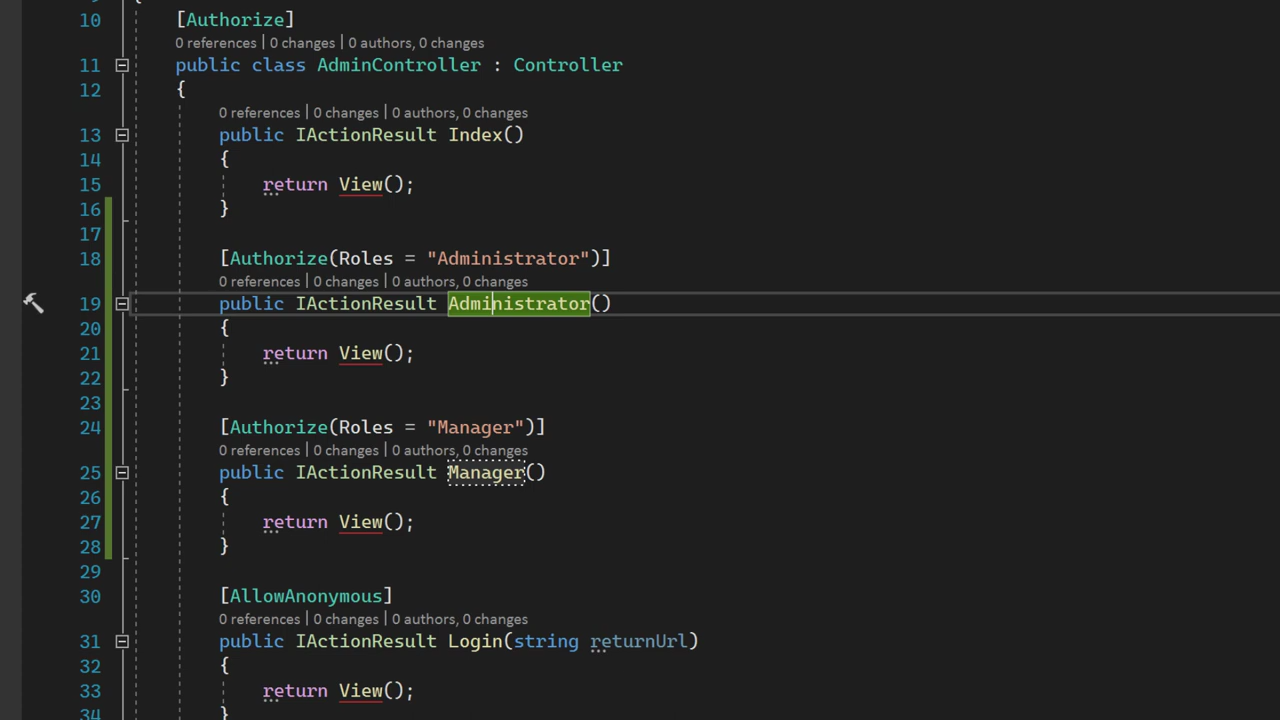 10 [Authorize]
0 references | 0 changes | 0 authors, 0 changes
11 public class AdminController : Controller
12 {
0 references | 0 changes | 0 authors, 0 changes
13 public IActionResult Index()
14 {
15 return View();
16 }
17
18 [Authorize(Roles = "Administrator")]
0 references | 0 changes | 0 authors, 0 changes
19 public IActionResult Administrator()
20 {
21 return View();
22 }
23
24 [Authorize(Roles = "Manager")]
0 references | 0 changes | 0 authors, 0 changes
25 public IActionResult Manager()
26 {
27 return View();
28 }
29
30 [AllowAnonymous]
0 references | 0 changes | 0 authors, 0 changes
31 public IActionResult Login(string returnUrl)
32 {
33 return View();
34 }